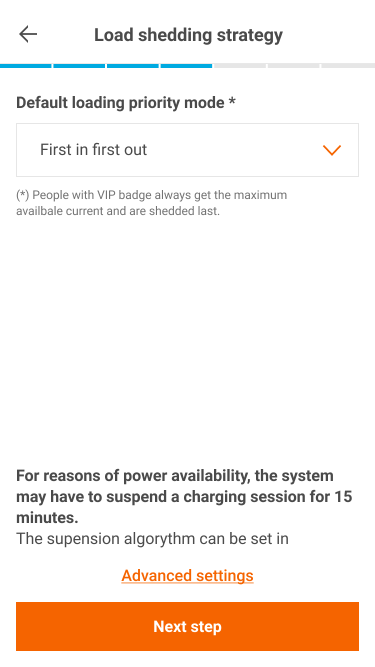 Load shedding strategy
Default loading priority mode *
First in first out
(*) People with VIP badge always get the maximum
availbale current and are shedded last.
For reasons of power availability, the system
may have to suspend a charging session for 15
minutes.
The supension algorythm can be set in
Advanced settings
Next step